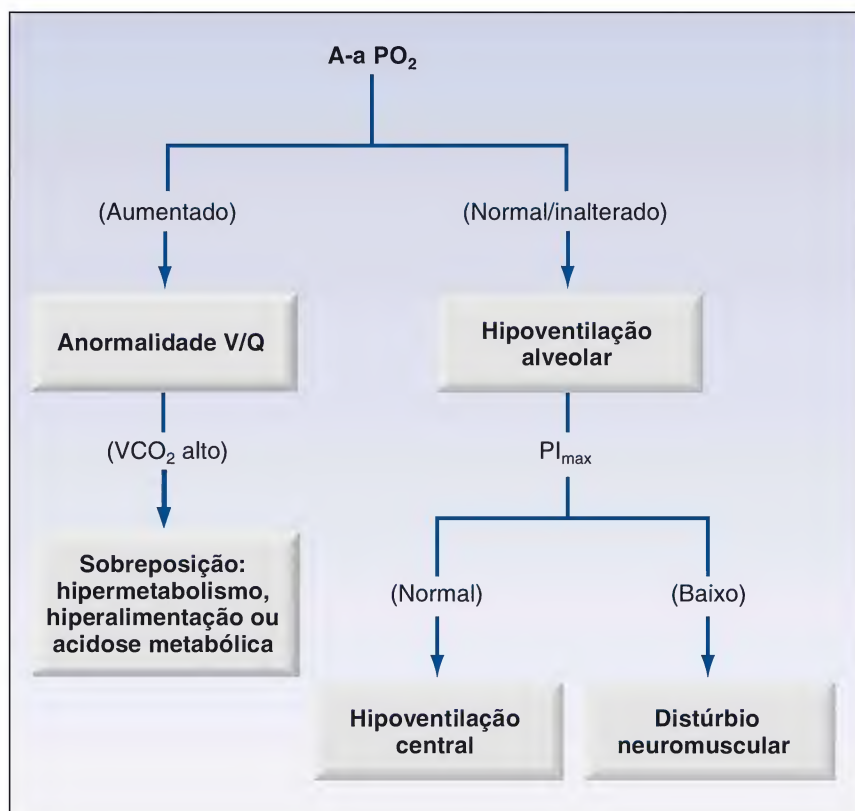 A-a PO₂
(Aumentado)
(Normal/inalterado)
Anormalidade V/Q
Hipoventilação
alveolar
(VCO₂ alto)
PImax
Sobreposição:
hipermetabolismo,
hiperalimentação ou
acidose metabólica
(Normal)
(Baixo)
Hipoventilação
central
Distúrbio
neuromuscular